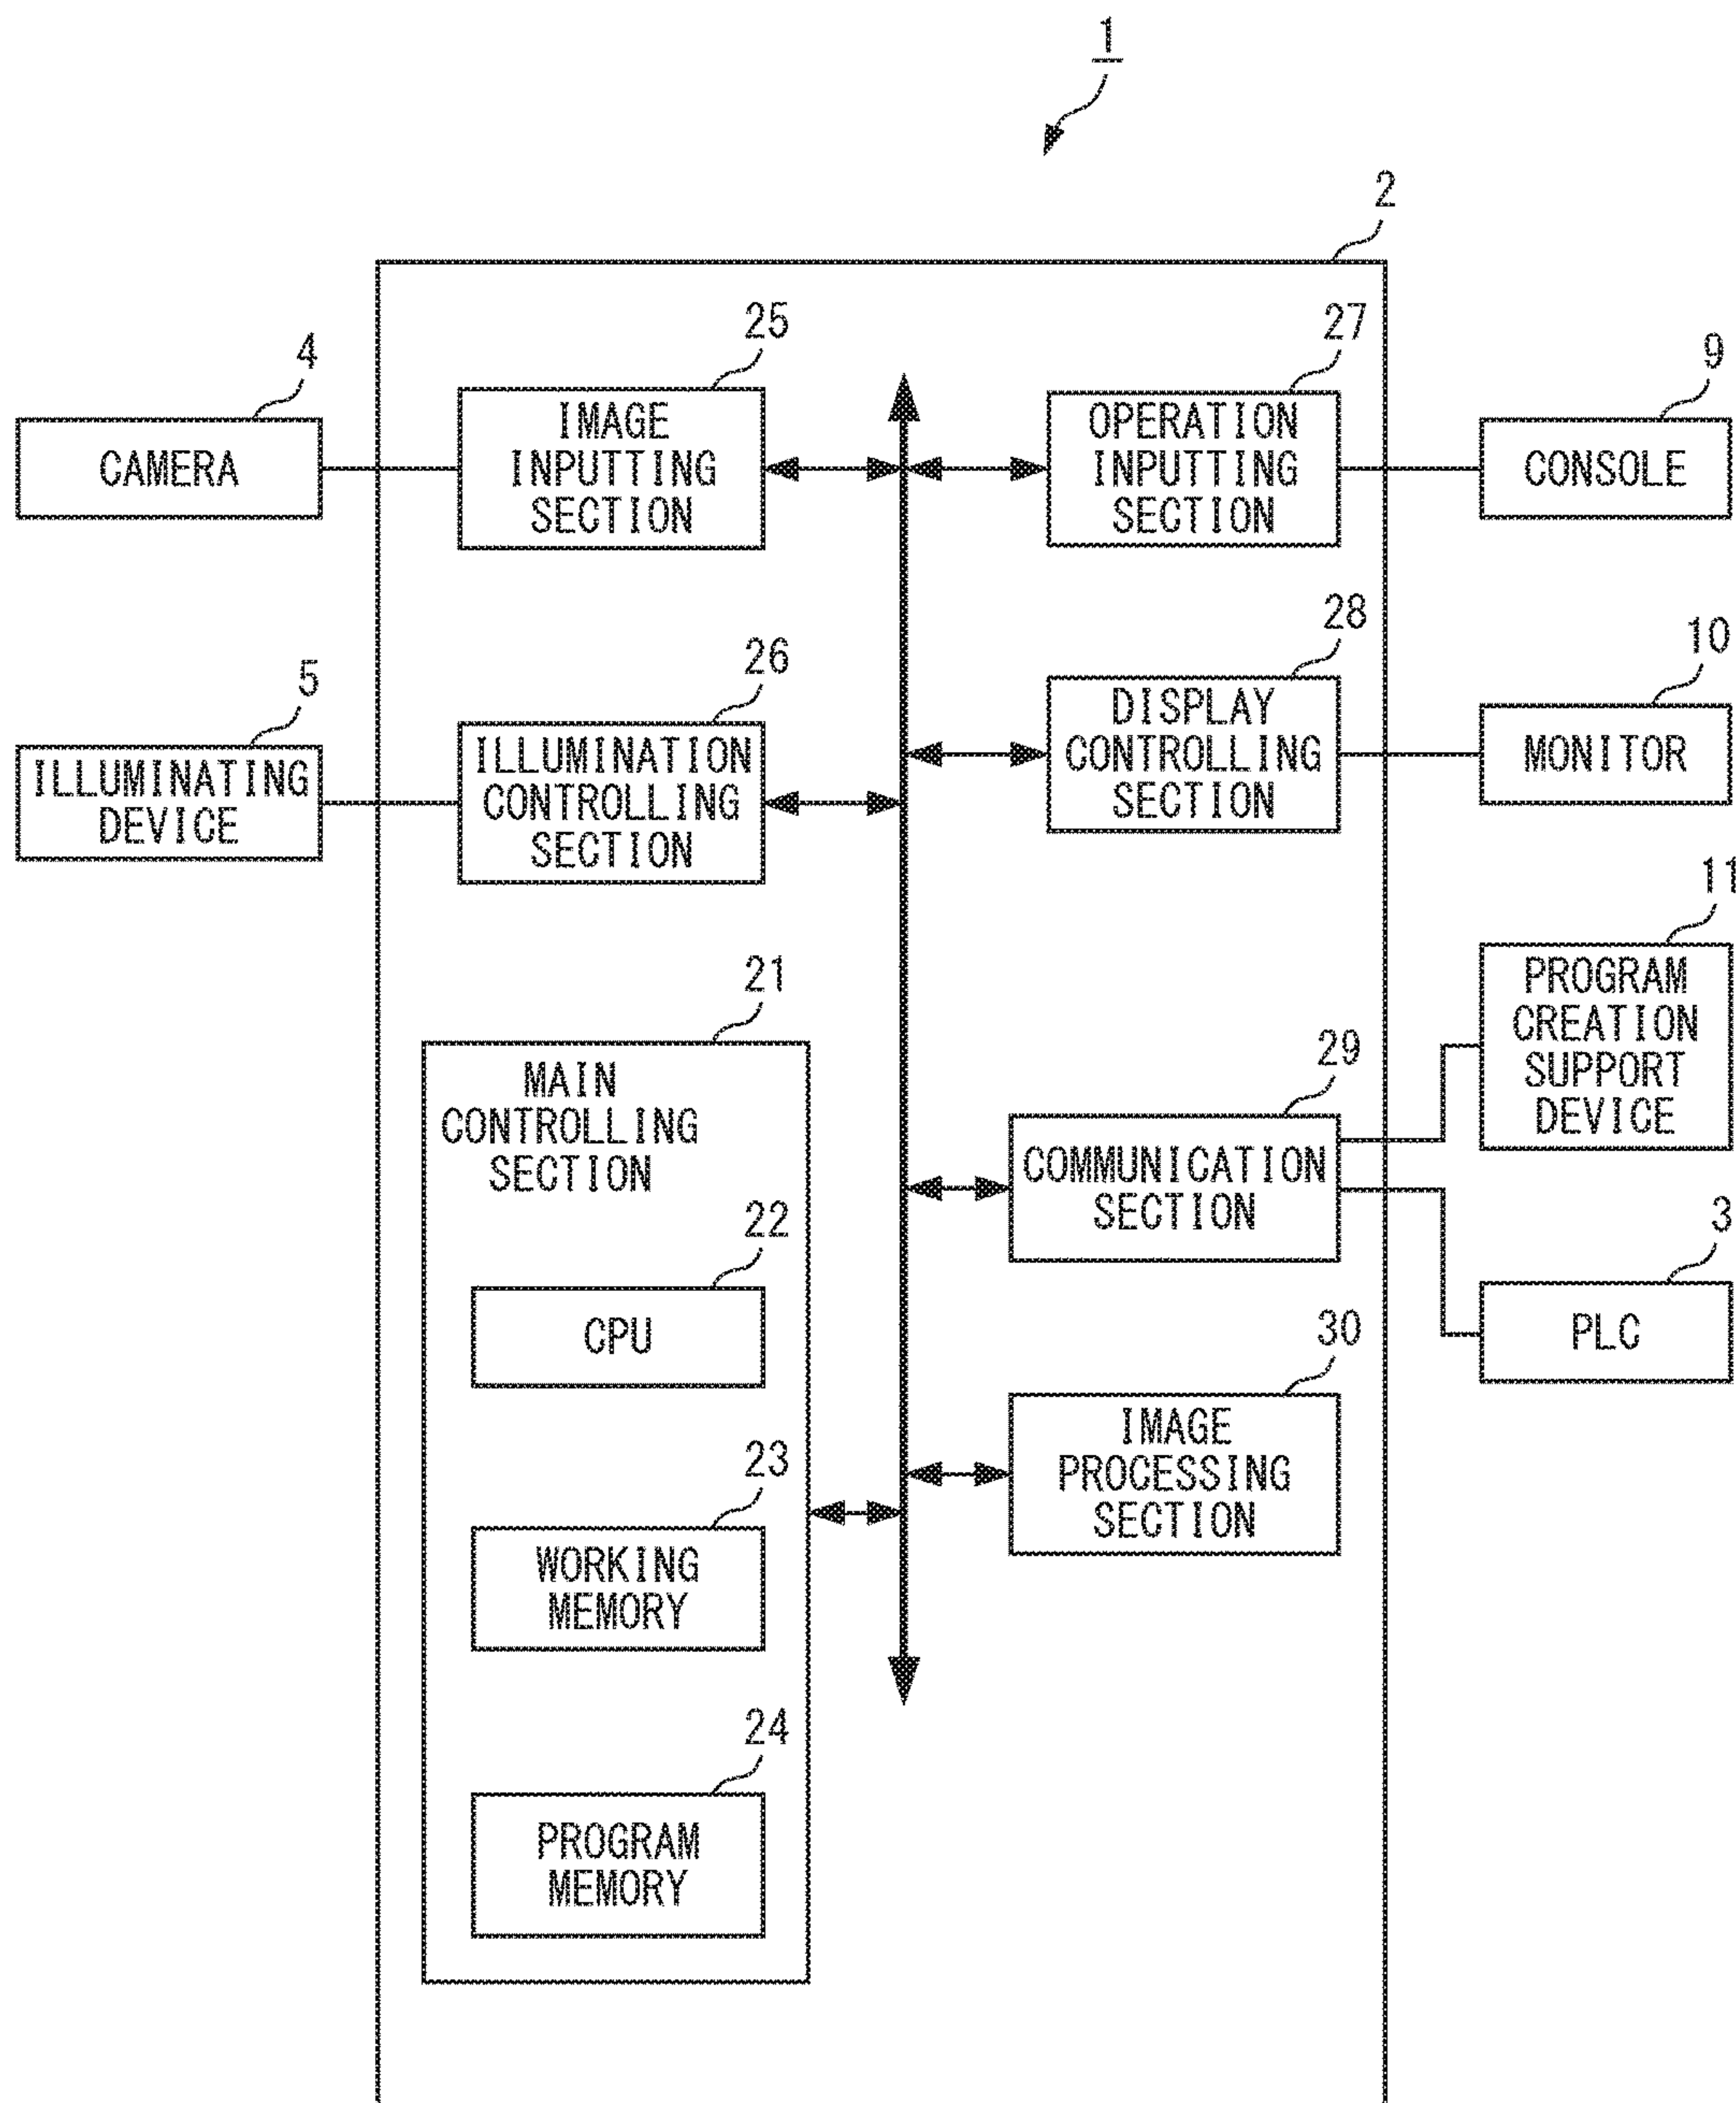 1
2
25
IMAGE
INPUTTING
SECTION
27
OPERATION
INPUTTING
SECTION
4
CAMERA
9
CONSOLE
26
ILLUMINATION
CONTROLLING
SECTION
28
DISPLAY
CONTROLLING
SECTION
5
ILLUMINATING
DEVICE
10
MONITOR
11
PROGRAM
CREATION
SUPPORT
DEVICE
21
MAIN
CONTROLLING
SECTION
29
COMMUNICATION
SECTION
3
PLC
22
CPU
30
IMAGE
PROCESSING
SECTION
23
WORKING
MEMORY
24
PROGRAM
MEMORY